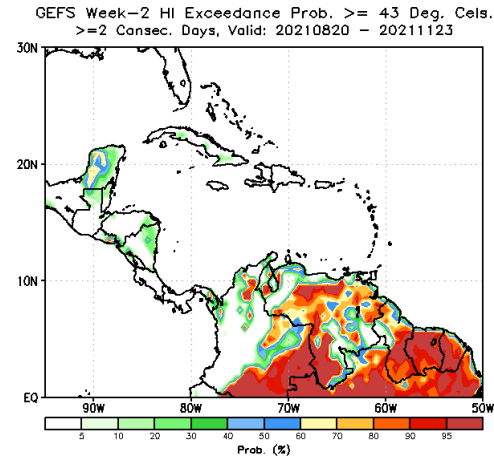 GEFS Week-2 HI Exceedance Prob. >= 43 Deg. Cels.
>=2 Consec. Days, Valid: 20210820 - 20211123
30N
20N
10N
EQ
90W 80W 70W 60W 50W
5 10 20 30 40 50 60 70 80 90 95
Prob. (%)